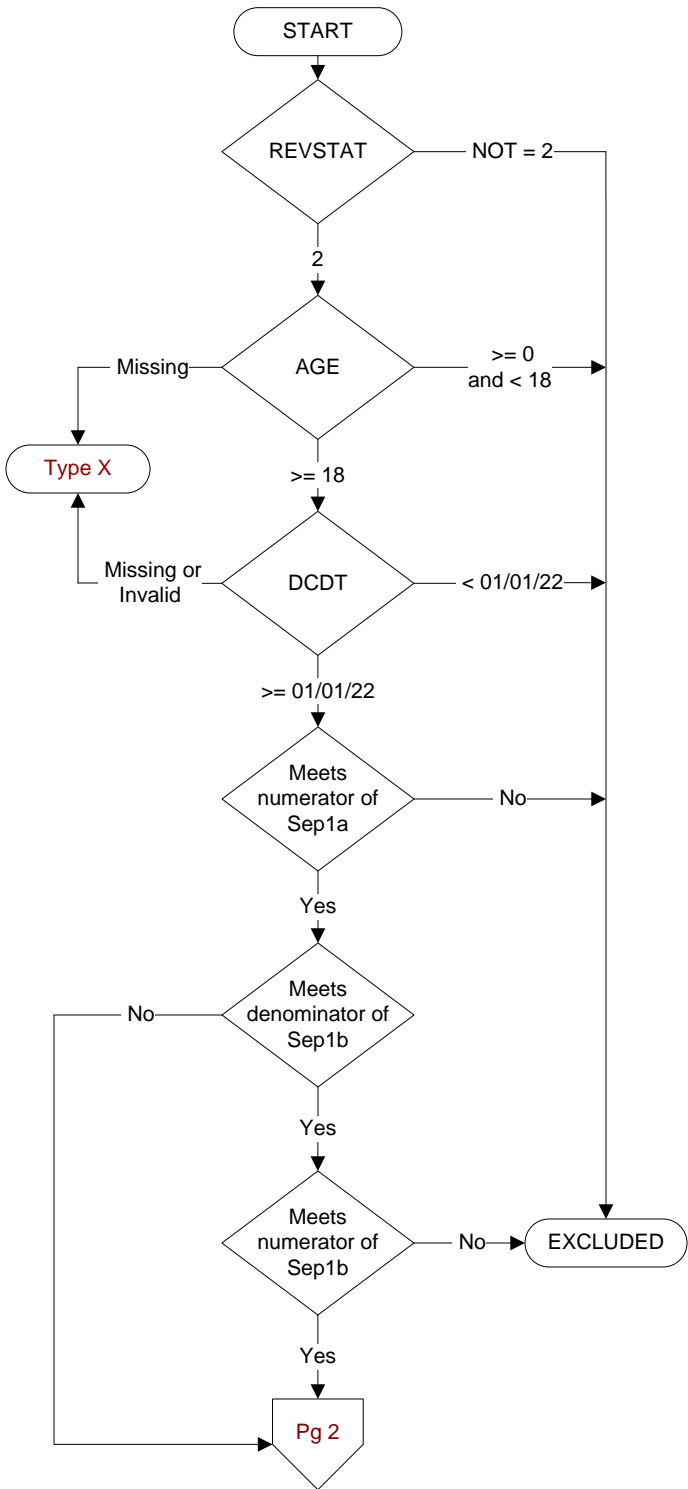 START
REVSTAT
NOT = 2
2
Missing
AGE
>= 0
and < 18
Type X
>= 18
Missing or
Invalid
DCDT
< 01/01/22
>= 01/01/22
Meets
numerator of
Sep1a
No
Yes
No
Meets
denominator of
Sep1b
Yes
Meets
numerator of
Sep1b
No
EXCLUDED
Yes
Pg 2